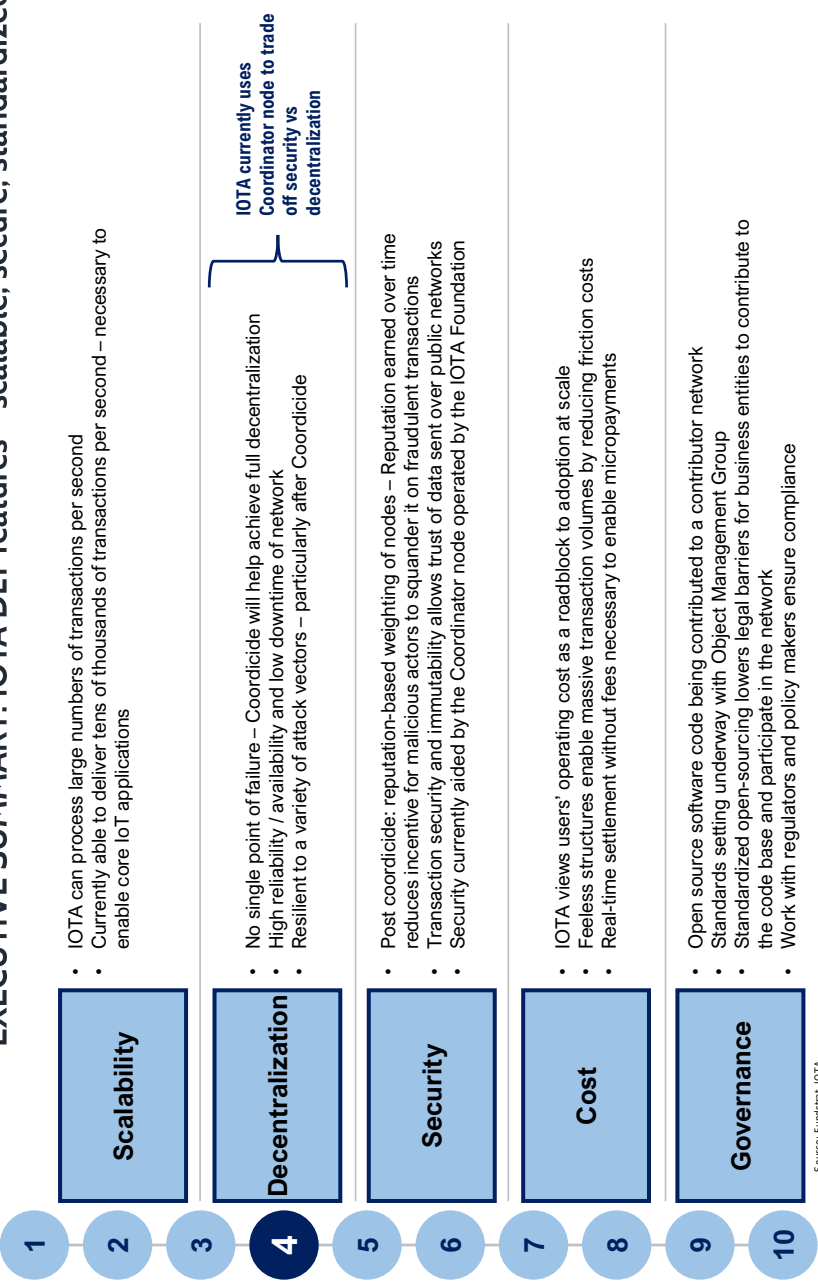 EXECUTIVE SUMMARY: IOTA DLT features – scalable, secure, standardized
1
2
3
4
5
6
7
8
9
10
Scalability
• IOTA can process large numbers of transactions per second
• Currently able to deliver tens of thousands of transactions per second – necessary to
enable core IoT applications
Decentralization
• No single point of failure – Coordicide will help achieve full decentralization
• High reliability / availability and low downtime of network
• Resilient to a variety of attack vectors – particularly after Coordicide
IOTA currently uses
Coordinator node to trade
off security vs
decentralization
Security
• Post coordicide: reputation-based weighting of nodes – Reputation earned over time
reduces incentive for malicious actors to squander it on fraudulent transactions
• Transaction security and immutability allows trust of data sent over public networks
• Security currently aided by the Coordinator node operated by the IOTA Foundation
Cost
• IOTA views users’ operating cost as a roadblock to adoption at scale
• Feeless structures enable massive transaction volumes by reducing friction costs
• Real-time settlement without fees necessary to enable micropayments
Governance
• Open source software code being contributed to a contributor network
• Standards setting underway with Object Management Group
• Standardized open-sourcing lowers legal barriers for business entities to contribute to
the code base and participate in the network
• Work with regulators and policy makers ensure compliance
Source: Fundstrat, IOTA